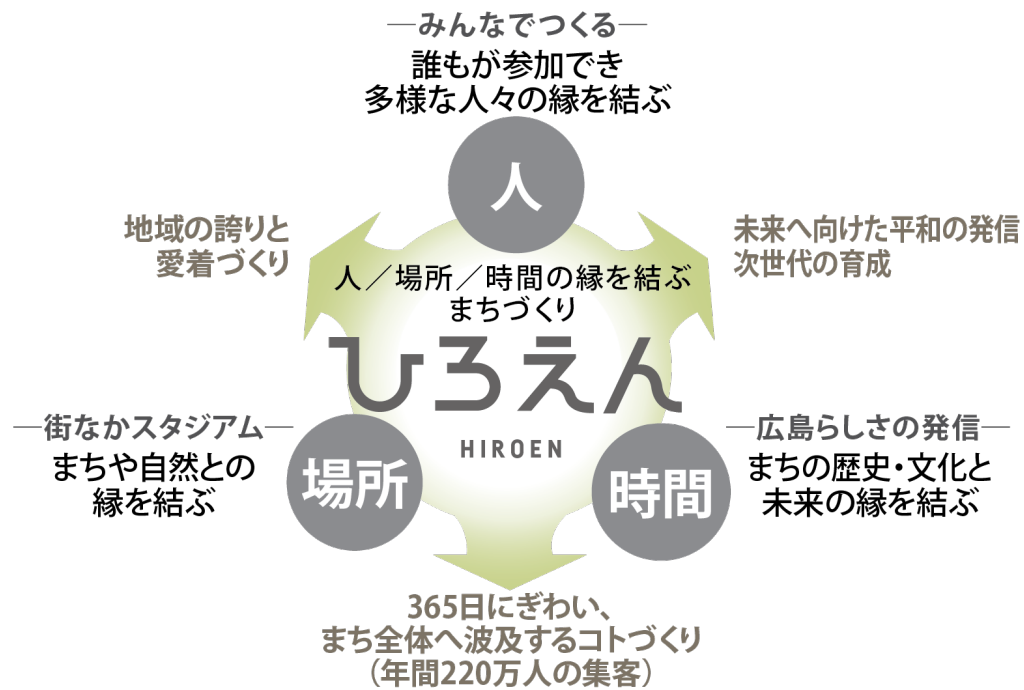 ―みんなでつくる―
誰もが参加でき
多様な人々の縁を結ぶ
人
地域の誇りと
愛着づくり
未来へ向けた平和の発信
次世代の育成
人／場所／時間の縁を結ぶ
まちづくり
ひろえん
HIROEN
―街なかスタジアム―
まちや自然との
縁を結ぶ
場所
時間
―広島らしさの発信―
まちの歴史・文化と
未来の縁を結ぶ
365日にぎわい、
まち全体へ波及するコトづくり
（年間220万人の集客）